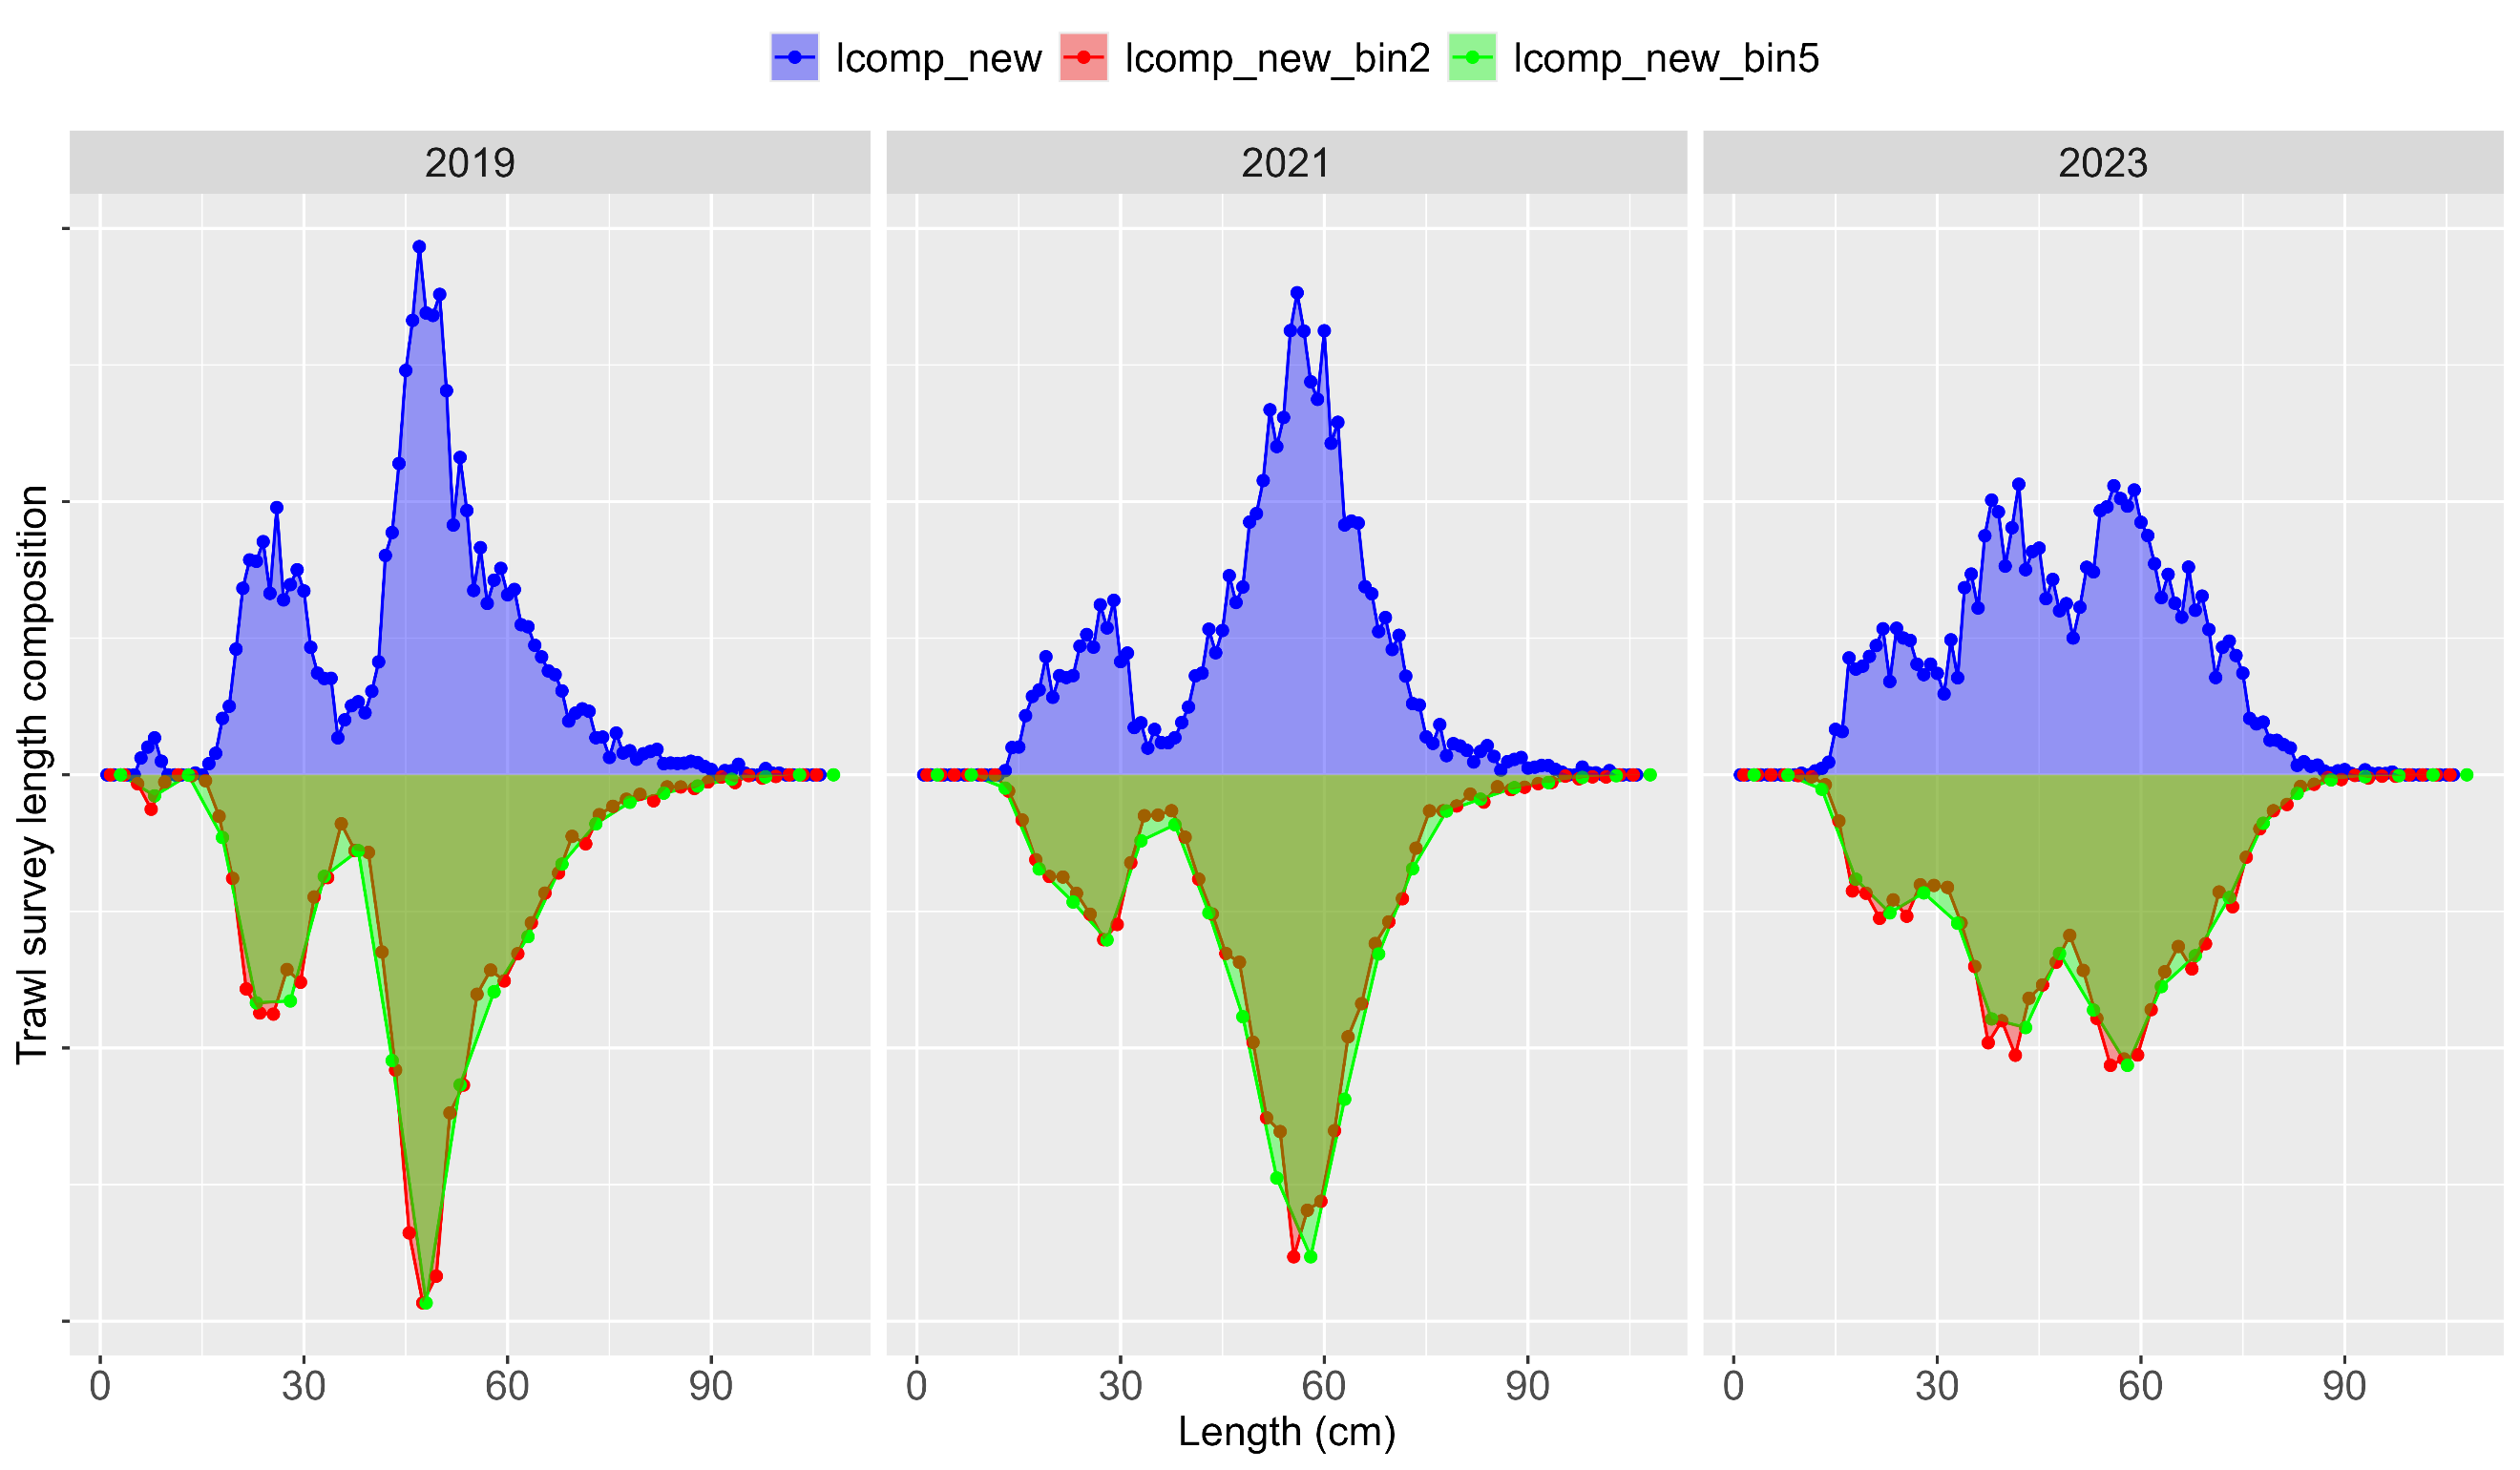 lcomp_new lcomp_new_bin2 lcomp_new_bin5
2019 2021 2023
Trawl survey length composition
0 30 60 90 0 30 60 90 0 30 60 90
Length (cm)